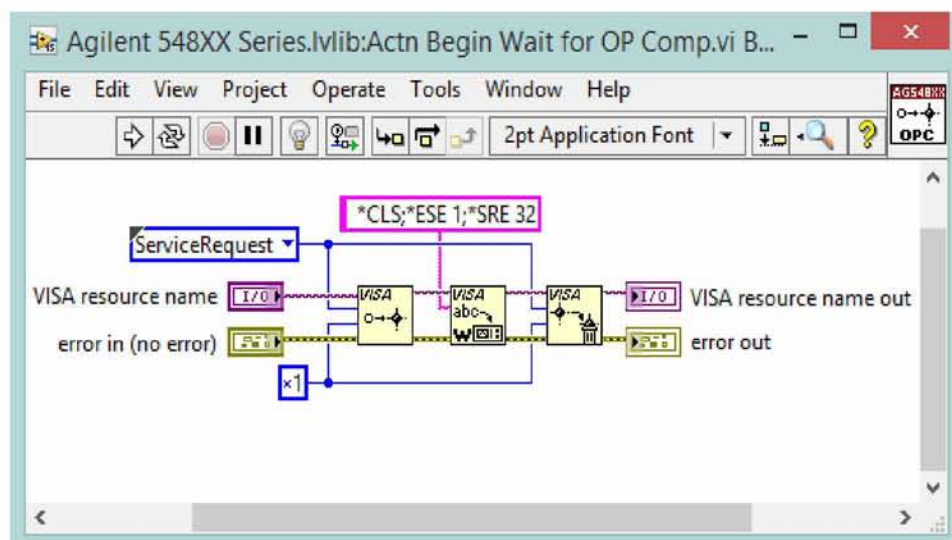 Agilent 548XX Series.lvlib:Actn Begin Wait for OP Comp.vi B...
File Edit View Project Operate Tools Window Help
AG548XX
OPC
2pt Application Font
*CLS;*ESE 1;*SRE 32
ServiceRequest
VISA resource name I/O VISA VISA VISA I/O VISA resource name out
abc
W
error in (no error) error out
×1